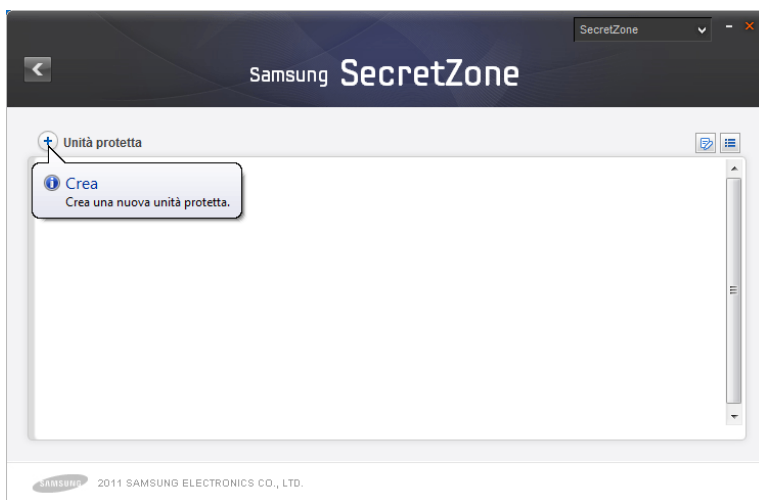 SecretZone
Samsung SecretZone
Unità protetta
Crea
Crea una nuova unità protetta.
SAMSUNG 2011 SAMSUNG ELECTRONICS CO., LTD.